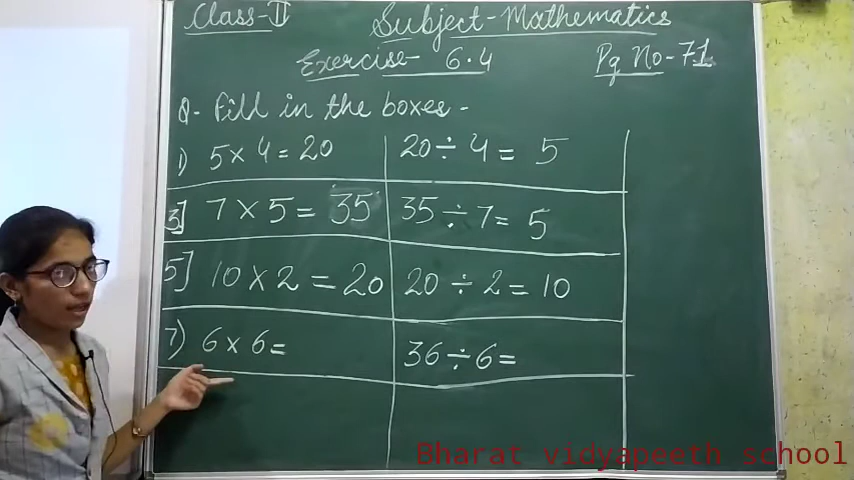 Class-II Subject-Mathematics
Exercise- 6.4 Pg No-71
Q- Fill in the boxes-
1) 5×4=20 20÷4= 5
3] 7×5= 35 35÷7= 5
5] 10×2=20 20÷2=10
7) 6×6= 36÷6=
Bharat vidyapeeth school